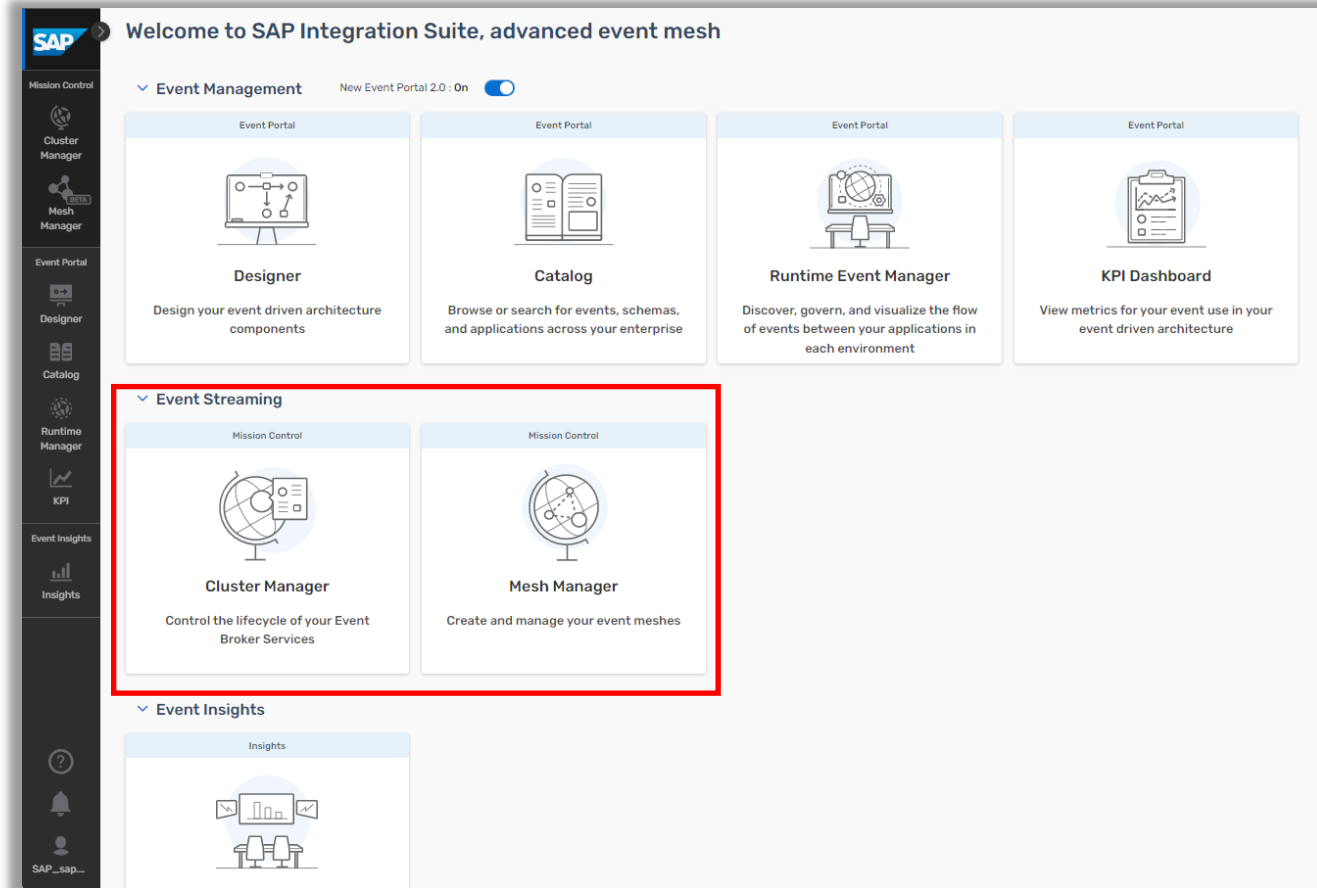 SAP
Welcome to SAP Integration Suite, advanced event mesh
Mission Control
Cluster
Manager
BETA
Mesh
Manager
Event Portal
Designer
Catalog
Runtime
Manager
KPI
Event Insights
Insights
SAP_sap...
Event Management
New Event Portal 2.0 : On
Event Portal
Designer
Design your event driven architecture
components
Event Portal
Catalog
Browse or search for events, schemas,
and applications across your enterprise
Event Portal
Runtime Event Manager
Discover, govern, and visualize the flow
of events between your applications in
each environment
Event Portal
KPI Dashboard
View metrics for your event use in your
event driven architecture
Event Streaming
Mission Control
Cluster Manager
Control the lifecycle of your Event
Broker Services
Mission Control
Mesh Manager
Create and manage your event meshes
Event Insights
Insights